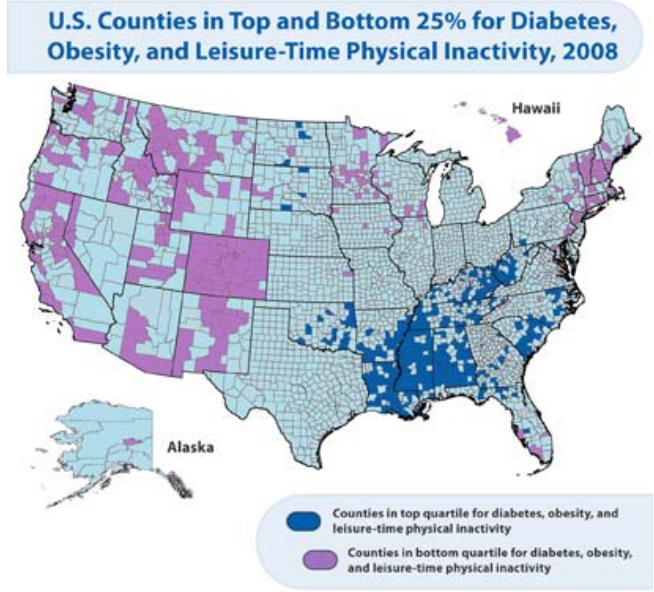 U.S. Counties in Top and Bottom 25% for Diabetes,
Obesity, and Leisure-Time Physical Inactivity, 2008
Hawaii
Alaska
Counties in top quartile for diabetes, obesity, and
leisure-time physical inactivity
Counties in bottom quartile for diabetes, obesity,
and leisure-time physical inactivity